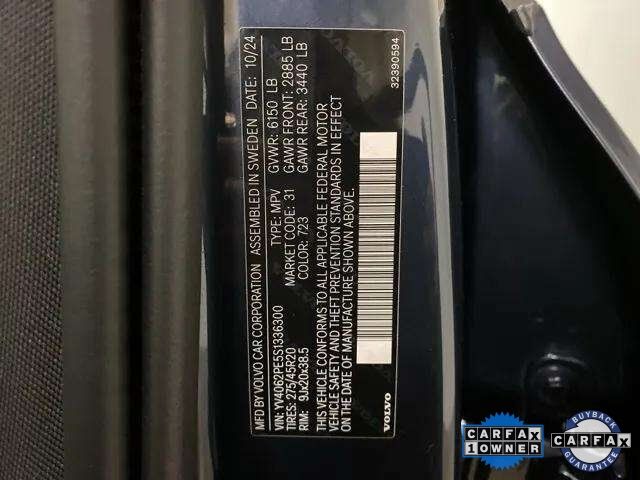 MFD BY VOLVO CAR CORPORATION ASSEMBLED IN SWEDEN DATE: 10/24
GVWR: 6150 LB
GAWR FRONT: 2885 LB
GAWR REAR: 3440 LB
VIN: YV4062PE5S1336300 TYPE: MPV
TIRES: 275/45R20 MARKET CODE: 31
RIM: 9Jx20x38.5 COLOR: 723
THIS VEHICLE CONFORMS TO ALL APPLICABLE FEDERAL MOTOR
VEHICLE SAFETY AND THEFT PREVENTION STANDARDS IN EFFECT
ON THE DATE OF MANUFACTURE SHOWN ABOVE.
VOLVO
32390594
CARFAX
1 OWNER
BUYBACK
CARFAX
GUARANTEE